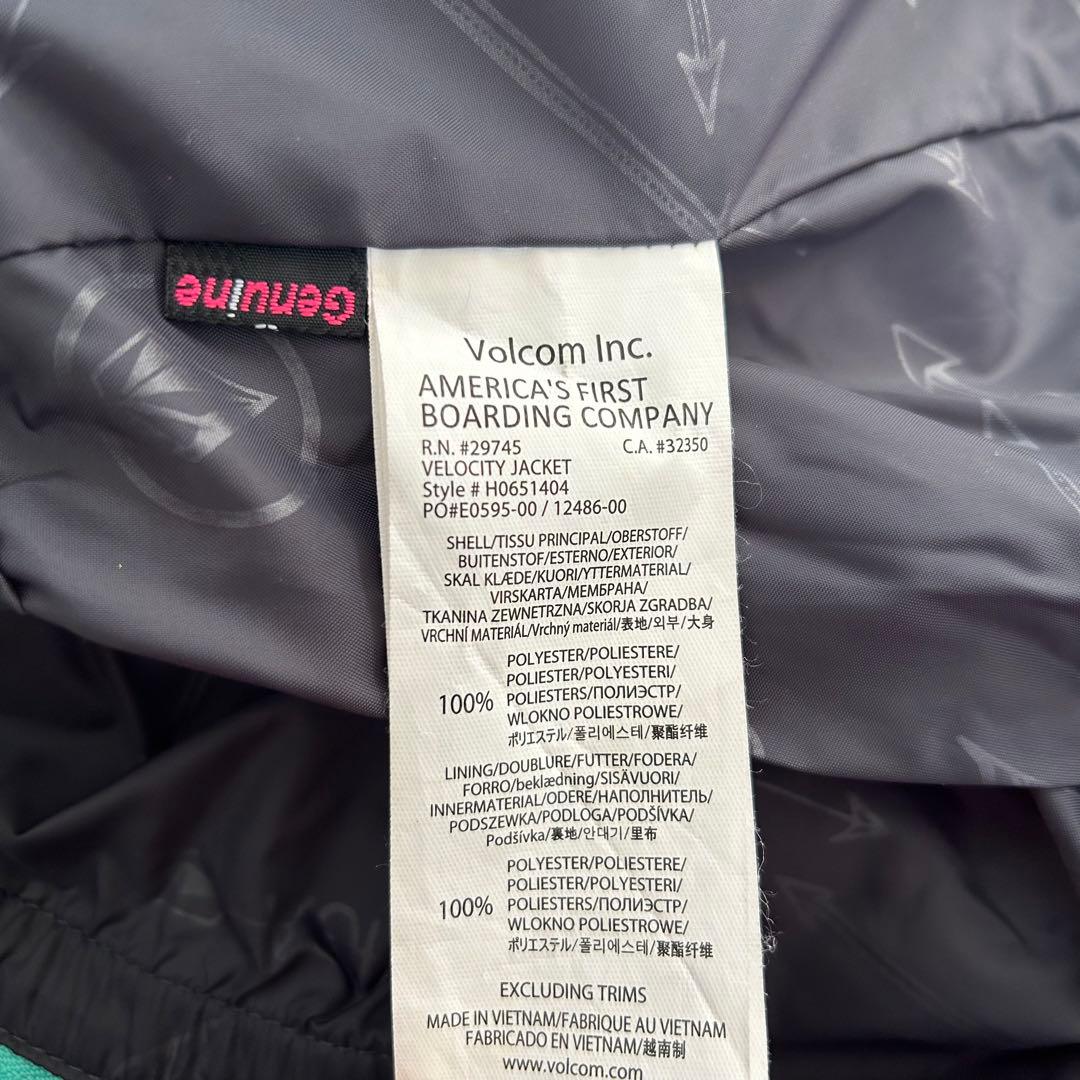 Genuine
Volcom Inc.
AMERICA'S FIRST
BOARDING COMPANY
R.N. #29745 C.A. #32350
VELOCITY JACKET
Style # H0651404
PO#E0595-00 / 12486-00
SHELL/TISSU PRINCIPAL/OBERSTOFF/
BUITENSTOF/ESTERNO/EXTERIOR/
SKAL KLÆDE/KUORI/YTTERMATERIAL/
VIRSKARTA/МЕМБРАНА/
TKANINA ZEWNETRZNA/SKORJA ZGRADBA/
VRCHNÍ MATERIÁL/Vrchný materiál/表地/외부/大身
POLYESTER/POLIESTERE/
POLIESTER/POLYESTERI/
100% POLIESTERS/ПОЛИЭСТР/
WLOKNO POLIESTROWE/
ポリエステル/폴리에스테/聚酯纤维
LINING/DOUBLURE/FUTTER/FODERA/
FORRO/beklædning/SISÄVUORI/
INNERMATERIAL/ODERE/НАПОЛНИТЕЛЬ/
PODSZEWKA/PODLOGA/PODŠÍVKA/
Podšívka/裏地/안대기/里布
POLYESTER/POLIESTERE/
POLIESTER/POLYESTERI/
100% POLIESTERS/ПОЛИЭСТР/
WLOKNO POLIESTROWE/
ポリエステル/폴리에스테/聚酯纤维
EXCLUDING TRIMS
MADE IN VIETNAM/FABRIQUE AU VIETNAM
FABRICADO EN VIETNAM/越南制
www.volcom.com